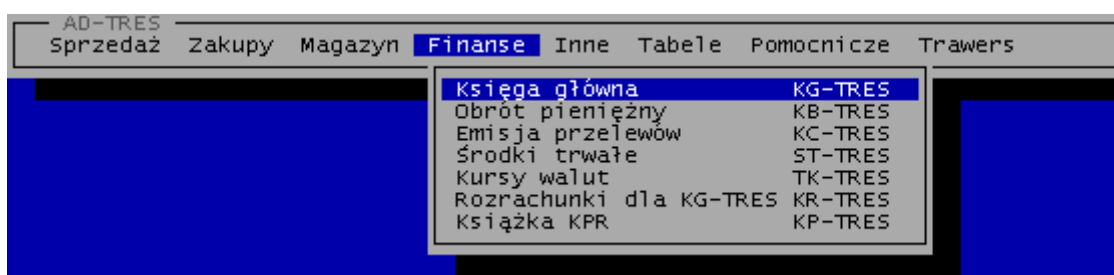 AD-TRES
Sprzedaż Zakupy Magazyn Finanse Inne Tabele Pomocnicze Trawers
Księga główna KG-TRES
Obrót pieniężny KB-TRES
Emisja przelewów KC-TRES
Środki trwałe ST-TRES
Kursy walut TK-TRES
Rozrachunki dla KG-TRES KR-TRES
Książka KPR KP-TRES